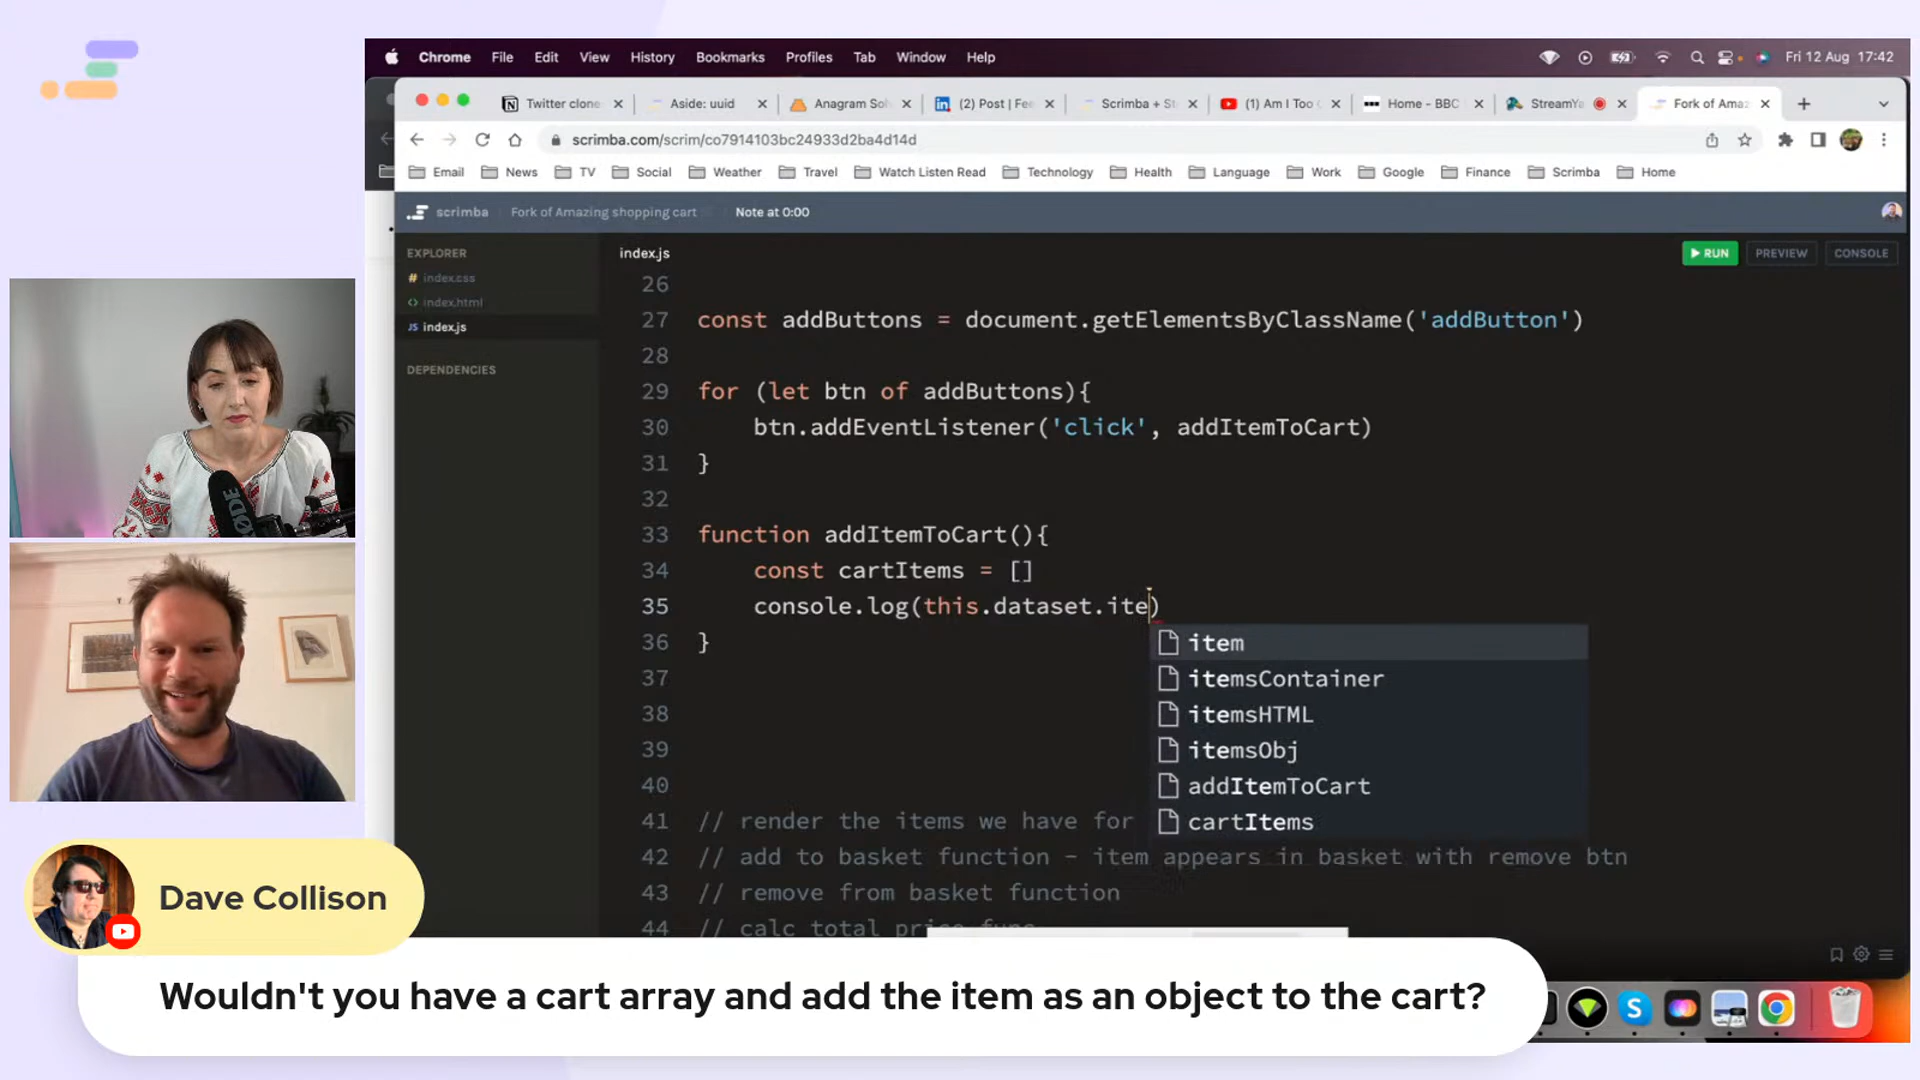 Chrome File Edit View History Bookmarks Profiles Tab Window Help Fri 12 Aug 17:42
Twitter clone Aside: uuid Anagram Sol (2) Post | Fe Scrimba + St (1) Am I Too Home - BBC StreamYa Fork of Amaz
scrimba.com/scrim/co7914103bc24933d2ba4d14d
Email News TV Social Weather Travel Watch Listen Read Technology Health Language Work Google Finance Scrimba Home
scrimba Fork of Amazing shopping cart Note at 0:00
EXPLORER
# index.css
<> index.html
JS index.js
DEPENDENCIES
index.js
RUN PREVIEW CONSOLE
26
27 const addButtons = document.getElementsByClassName('addButton')
28
29 for (let btn of addButtons){
30 btn.addEventListener('click', addItemToCart)
31 }
32
33 function addItemToCart(){
34 const cartItems = []
35 console.log(this.dataset.ite)
36 }
item
37
itemsContainer
38
itemsHTML
39
itemsObj
40
addItemToCart
41 // render the items we have for
cartItems
42 // add to basket function - item appears in basket with remove btn
43 // remove from basket function
44 // calc total price func
RØDE
Dave Collison
Wouldn't you have a cart array and add the item as an object to the cart?